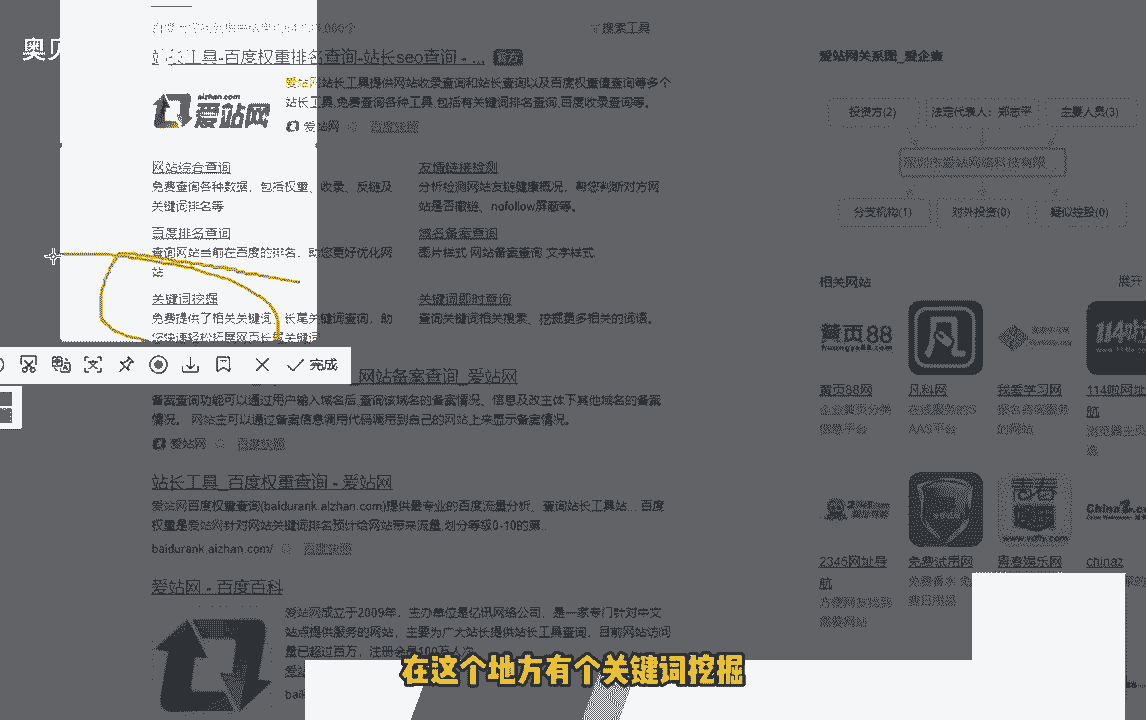 奥贝
搜索工具
站长工具-百度权重排名查询-站长seo查询 - ... 官方
爱站网站长工具提供网站收录查询和站长查询以及百度权重值查询等多个
站长工具,免费查询各种工具,包括有关键词排名查询,百度收录查询等。
aizhan.com
爱站网
爱站网 百度快照
网站综合查询
免费查询各种数据，包括权重、收录、反链及
关键词排名等
友情链接检测
分析检测网站友链健康概况，帮您判断对方网
站是否撤链、nofollow屏蔽等。
百度排名查询
查询网站当前在百度的排名，助您更好优化网
站
域名备案查询
图片样式 网站备案查询 文字样式.
关键词挖掘
免费提供了相关关键词、长尾关键词查询，助
关键词即时查询
查询关键词相关搜索、挖掘更多相关的词语。
完成
_网站备案查询_爱站网
备案查询功能可以通过用户输入域名后,查询该域名的备案情况、信息及改主体下其他域名的备案
情况。 网站主可以通过备案信息调用代码调用到自己的网站上来显示备案情况。
爱站网 百度快照
站长工具_百度权重查询 - 爱站网
爱站网百度权重查询(baidurank.aizhan.com)提供最专业的百度流量分析、查询站长工具站... 百度
权重是爱站网针对网站关键词排名预计给网站带来流量,划分等级0-10的第...
baidurank.aizhan.com/ 百度快照
爱站网 - 百度百科
爱站网成立于2009年，主办单位是亿讯网络公司，是一家专门针对中文
站点提供服务的网站，主要为广大站长提供站长工具查询，目前网站访问
量已超过百万，注册会员100万人次
在这个地方有个关键词挖掘
爱站网关系图_爱企查
投资方(2)
法定代表人：郑志平
主要人员(3)
深圳市爱站网络科技有限...
分支机构(1)
对外投资(0)
疑似控股(0)
相关网站
展开
黄页88
huangye88.com
凡
114啦
黄页88网
凡科网
我爱学习网
114啦网址导
航
企业黄页分类
信息平台
在线服务的S
AAS平台
报名咨询服务
的网站
浏览器主页
选
青春
娱乐网
2345网址导
航
免费试用网
青春娱乐网
chinaz
方便网友找到
需要网站